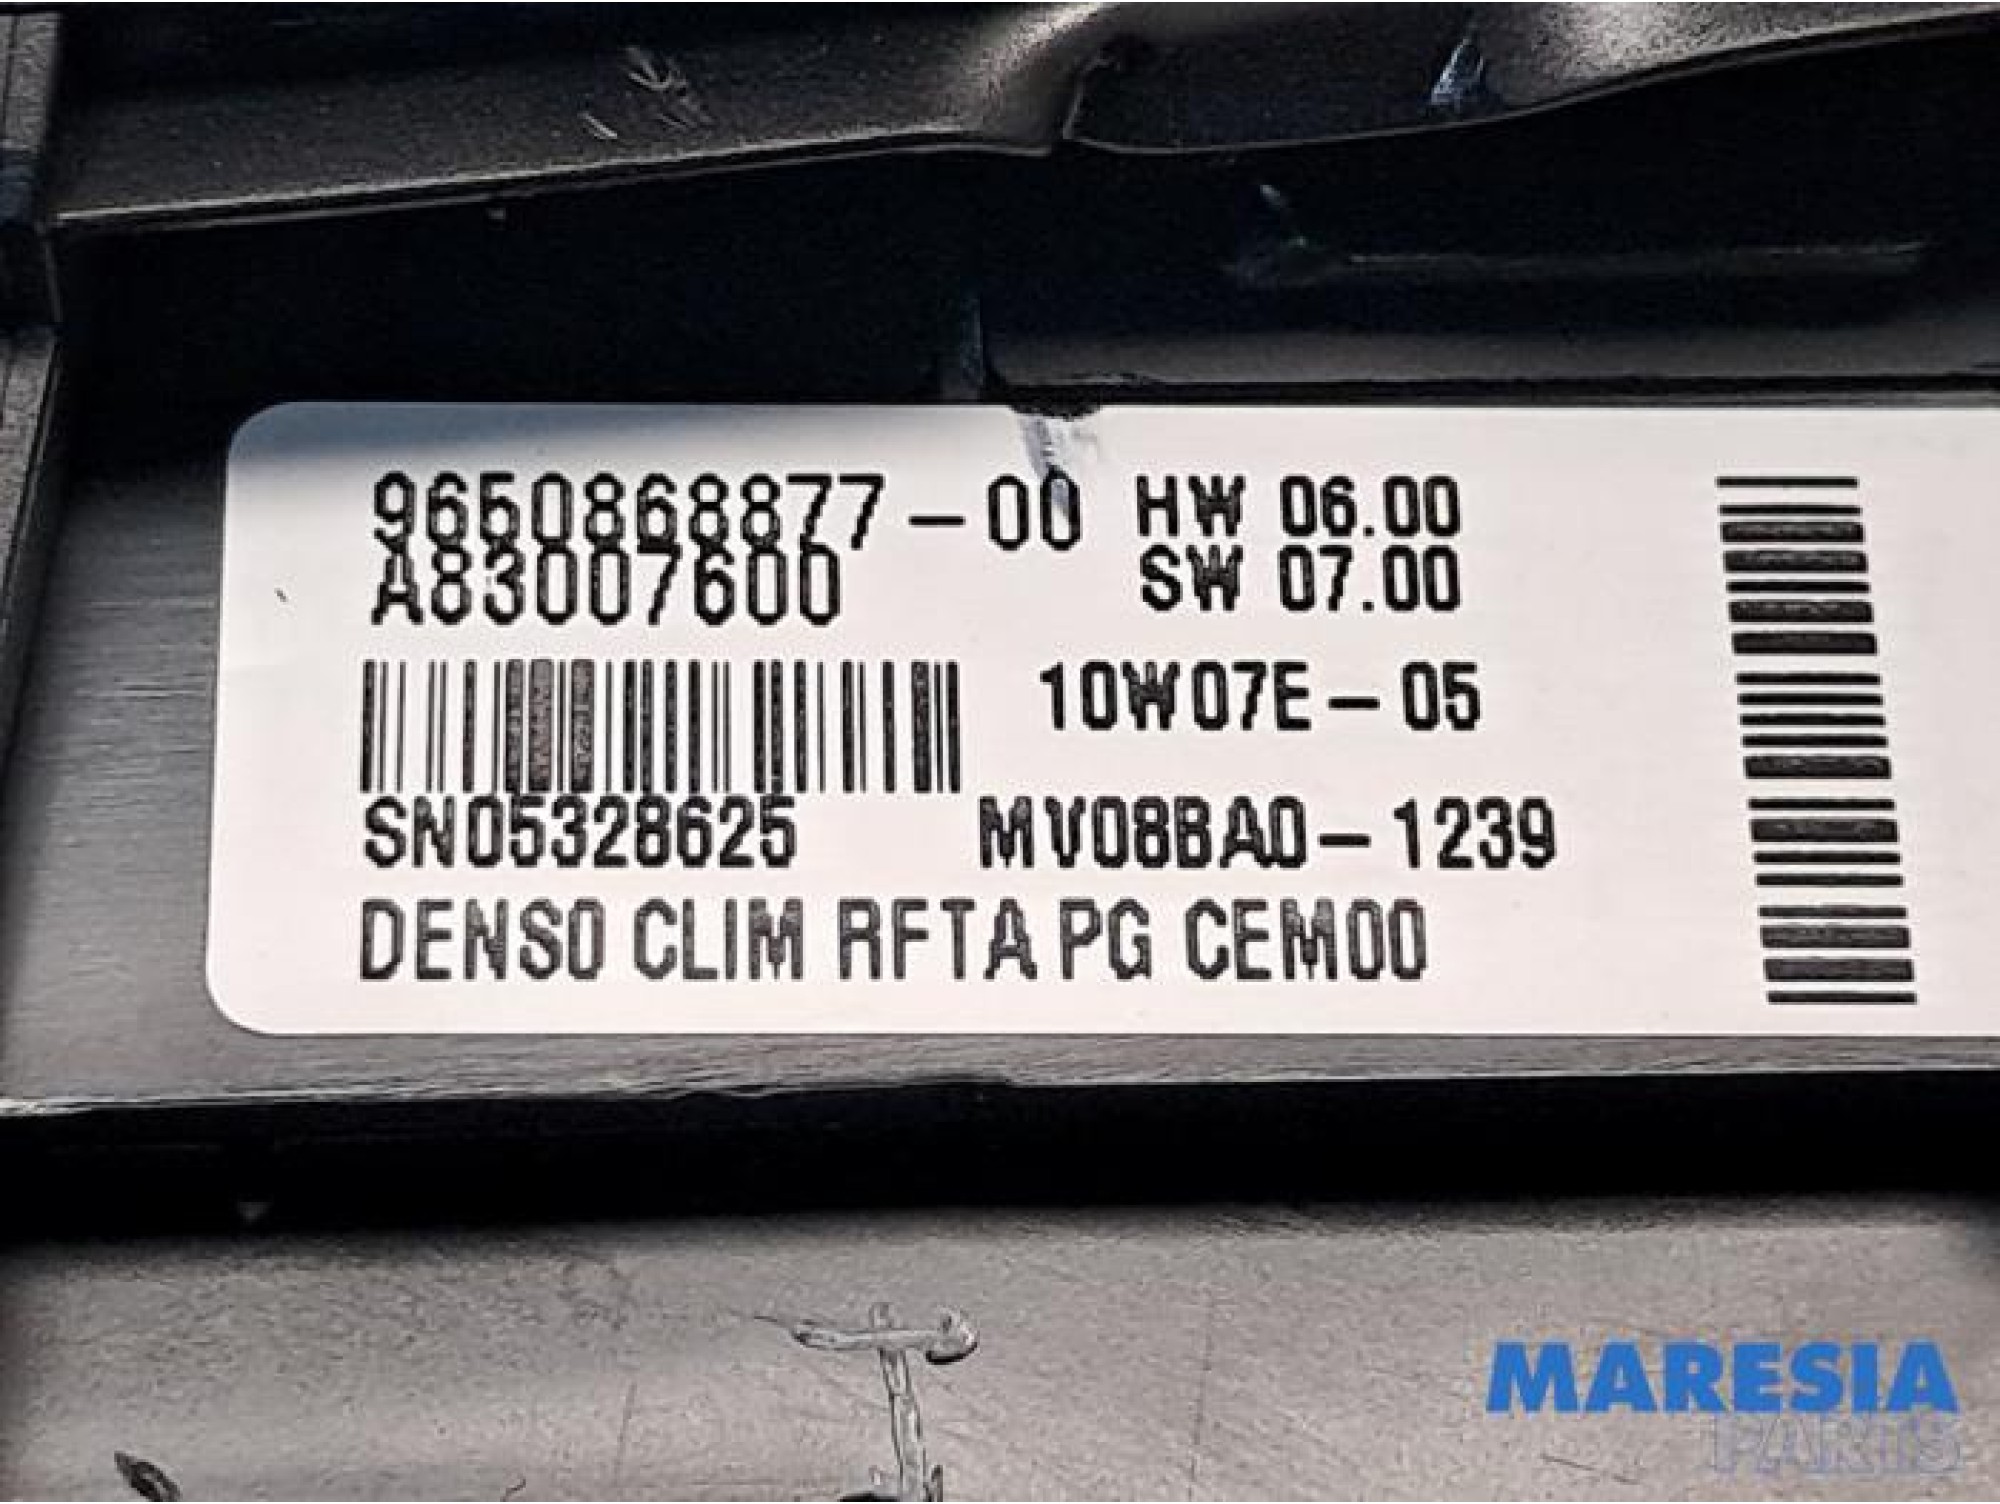 9650868877-00 HW 06.00
A83007600 SW 07.00
10W07E-05
SN05328625 MV08BA0-1239
DENSO CLIM RFTA PG CEM00
MARESIA
PARTS